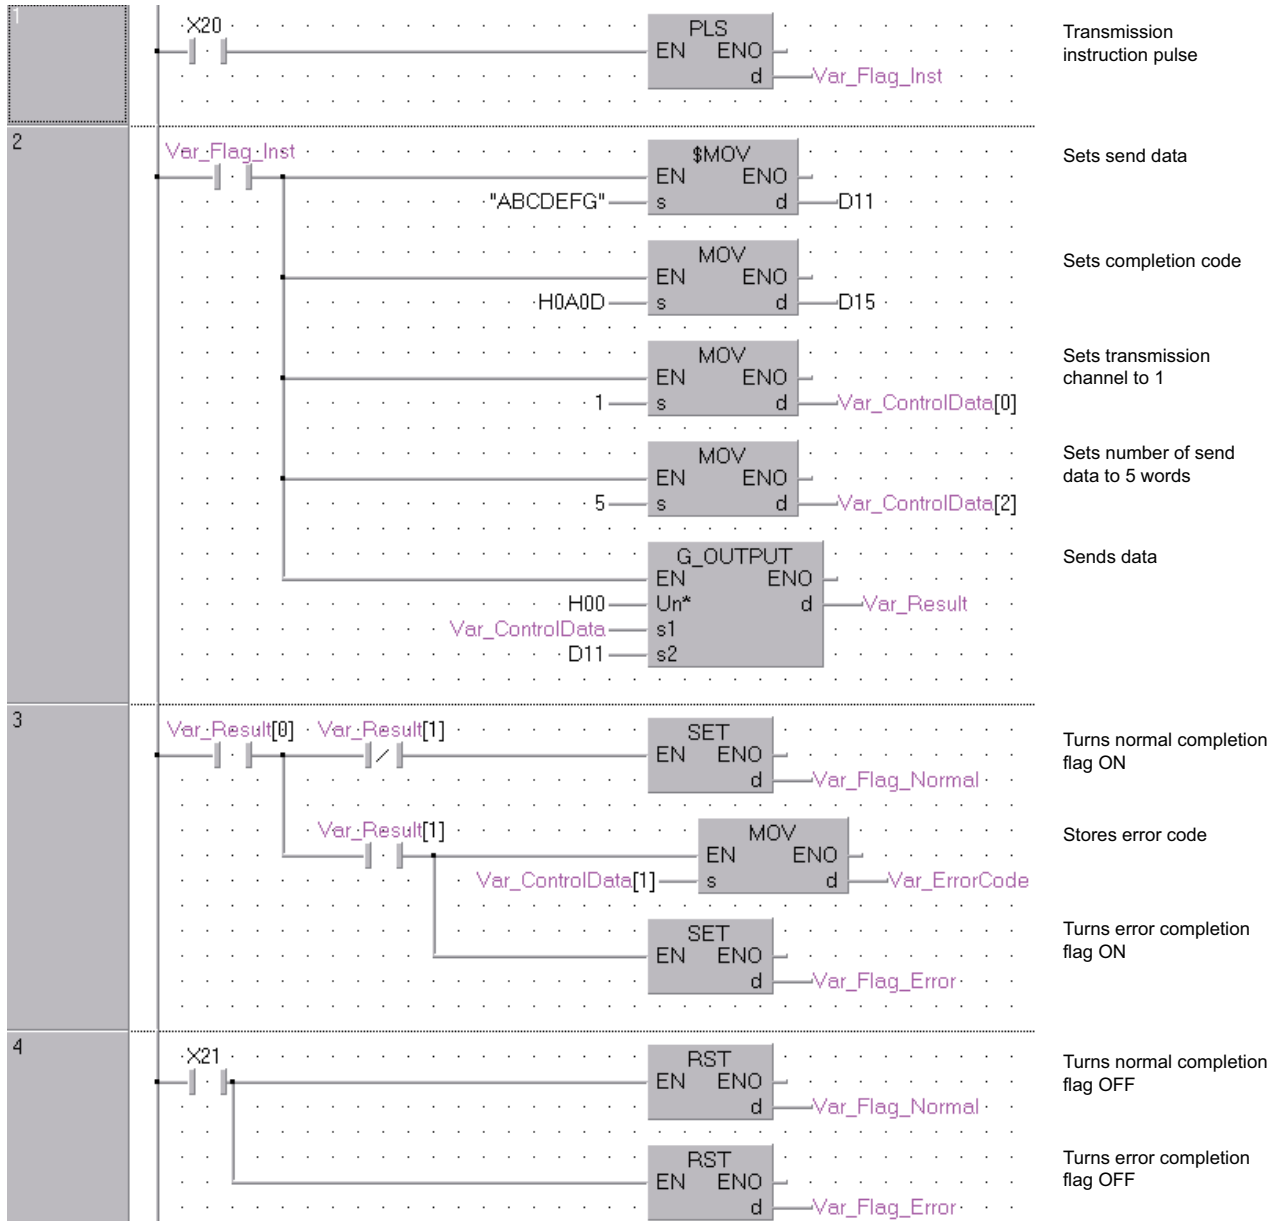 1
X20
PLS
EN ENO
d Var_Flag_Inst
Transmission
instruction pulse
2
Var_Flag_Inst
$MOV
EN ENO
"ABCDEFG" s d D11
Sets send data
MOV
EN ENO
H0A0D s d D15
Sets completion code
MOV
EN ENO
1 s d Var_ControlData[0]
Sets transmission
channel to 1
MOV
EN ENO
5 s d Var_ControlData[2]
Sets number of send
data to 5 words
G_OUTPUT
EN ENO
H00 Un* d Var_Result
Var_ControlData s1
D11 s2
Sends data
3
Var_Result[0] Var_Result[1]
SET
EN ENO
d Var_Flag_Normal
Turns normal completion
flag ON
Var_Result[1]
MOV
EN ENO
Var_ControlData[1] s d Var_ErrorCode
Stores error code
SET
EN ENO
d Var_Flag_Error
Turns error completion
flag ON
4
X21
RST
EN ENO
d Var_Flag_Normal
Turns normal completion
flag OFF
RST
EN ENO
d Var_Flag_Error
Turns error completion
flag OFF